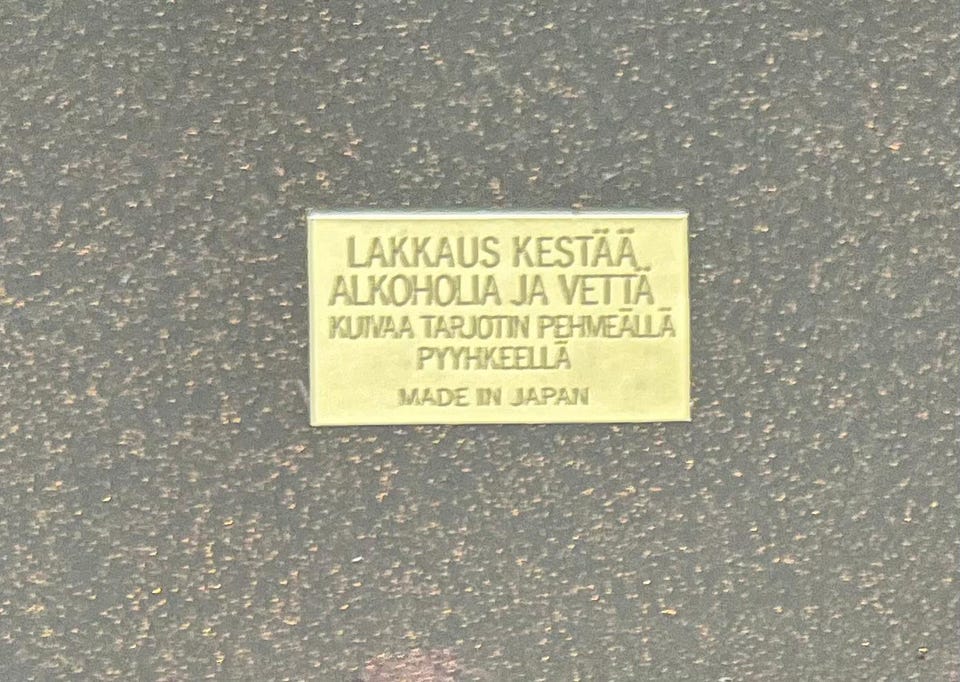 LAKKAUS KESTÄÄ
ALKOHOLIA JA VETTÄ
KUIVAA TARJOTIN PEHMEÄLLÄ
PYYHKEELLÄ
MADE IN JAPAN